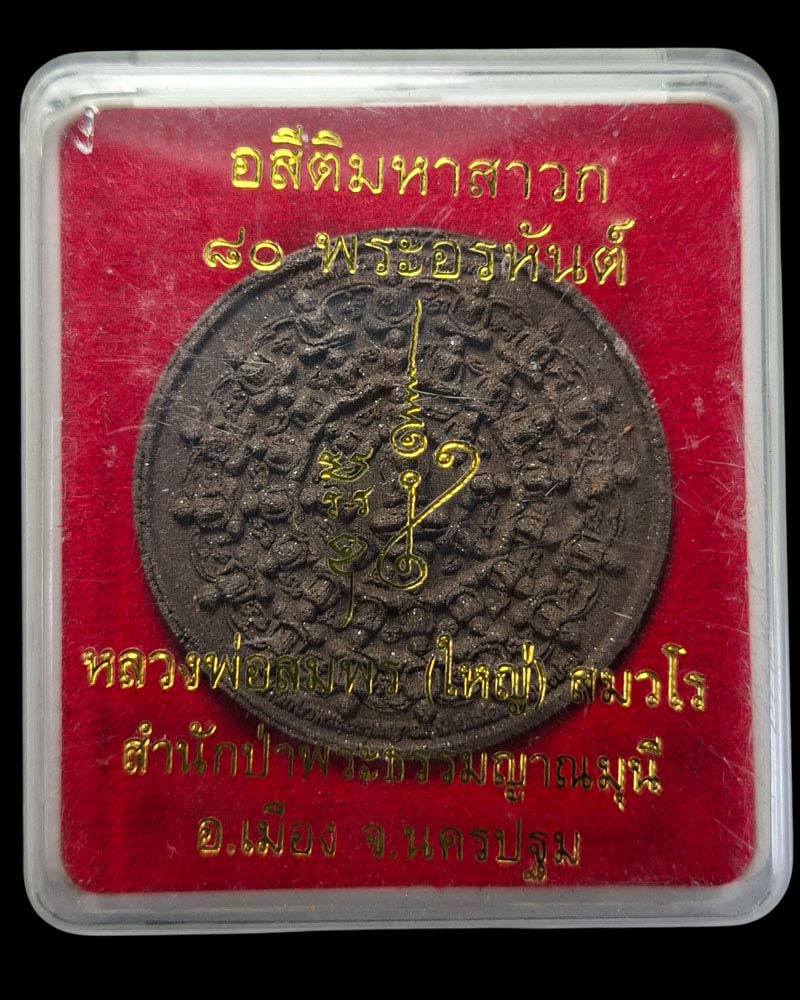 อสีติมหาสาวก
๘๐ พระอรหันต์
หลวงพ่อสมพร (ใหญ่) สมวโร
สำนักป่าพระธรรมญาณมุนี
อ.เมือง จ.นครปฐม